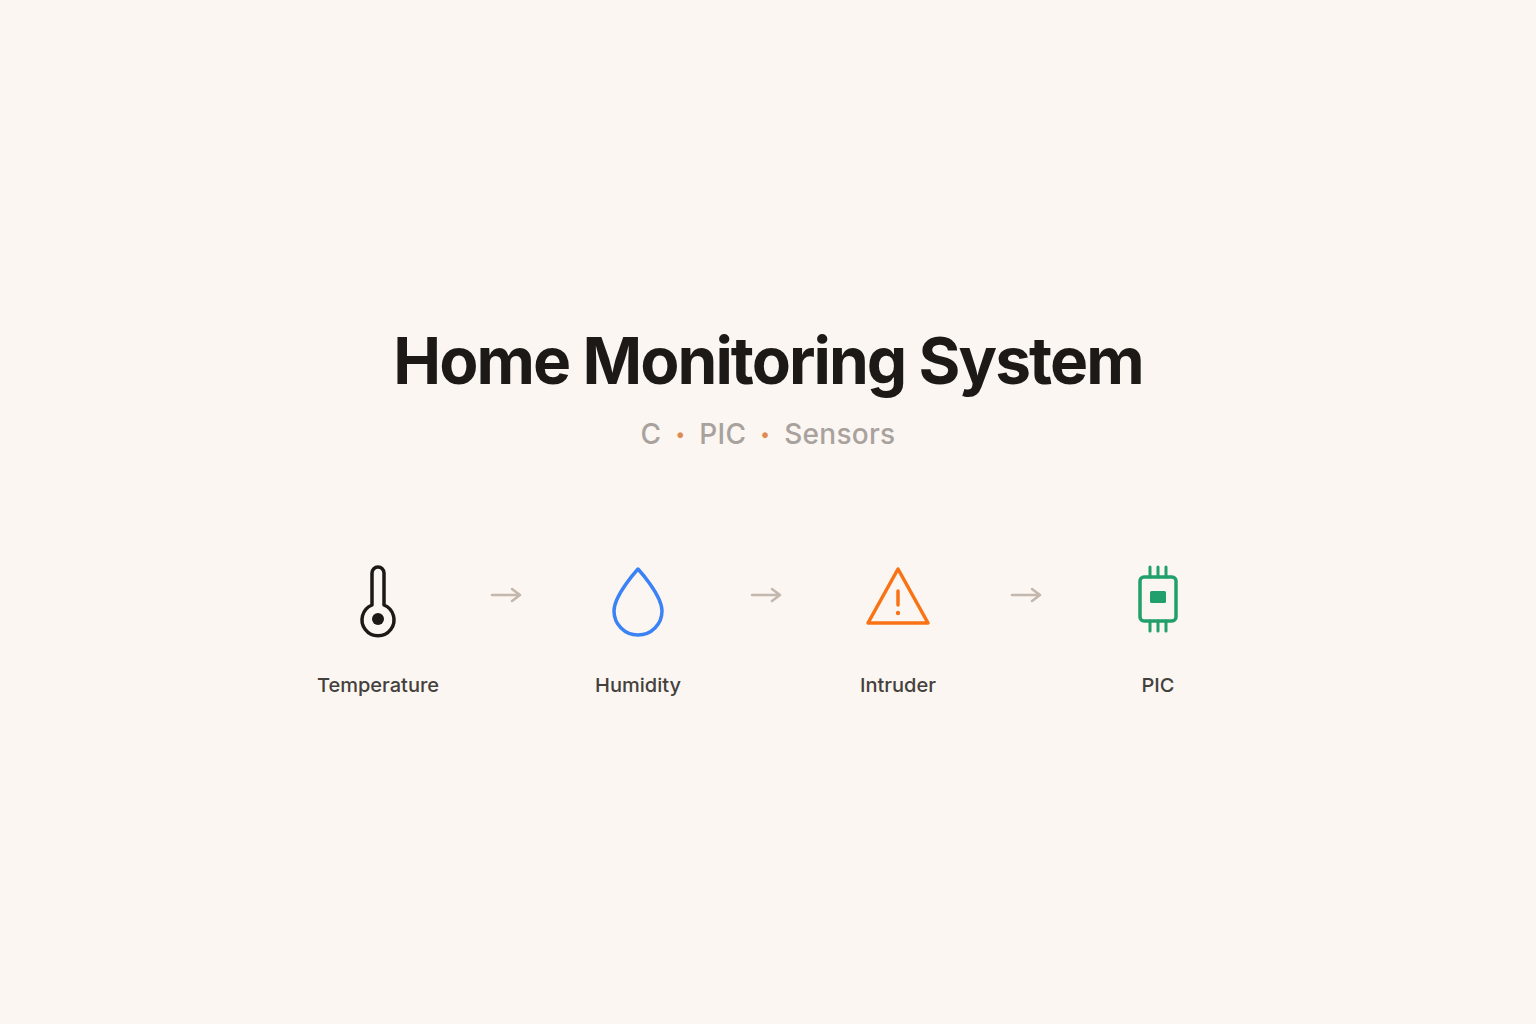 Home Monitoring System
C • PIC • Sensors
Temperature
Humidity
Intruder
PIC